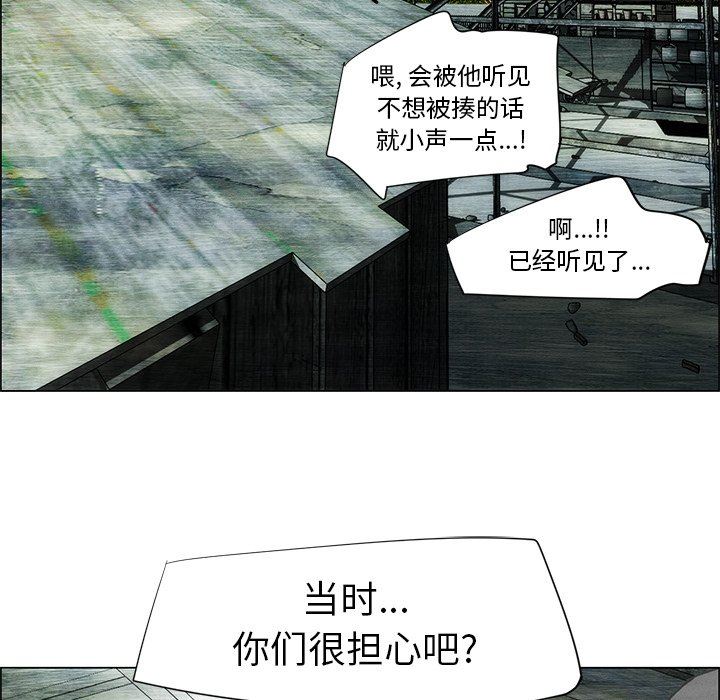 喂, 会被他听见
不想被揍的话
就小声一点...!
啊...!!
已经听见了...
当时...
你们很担心吧?